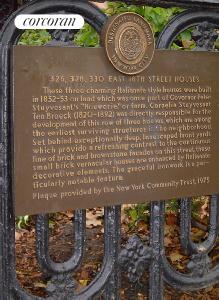 corcoran
326, 328, 330 EAST 18TH STREET HOUSES
These three charming Italianate style houses were built
in 1852-53 on land which was once part of Governor Peter
Stuyvesant's "Bouwerie" or farm. Cornelia Stuyvesant
Ten Broeck (1820-1892) was directly responsible for the
development of this row of three houses, which are among
the earliest surviving structures in the neighborhood.
Set behind exceptionally deep, landscaped front yards
which provide a refreshing contrast to the continuous
line of brick and brownstone facades on this street, these
small brick vernacular houses are enhanced by Italianate
decorative elements. The graceful iron work is a par-
ticularly notable feature.
Plaque provided by the New York Community Trust, 1975